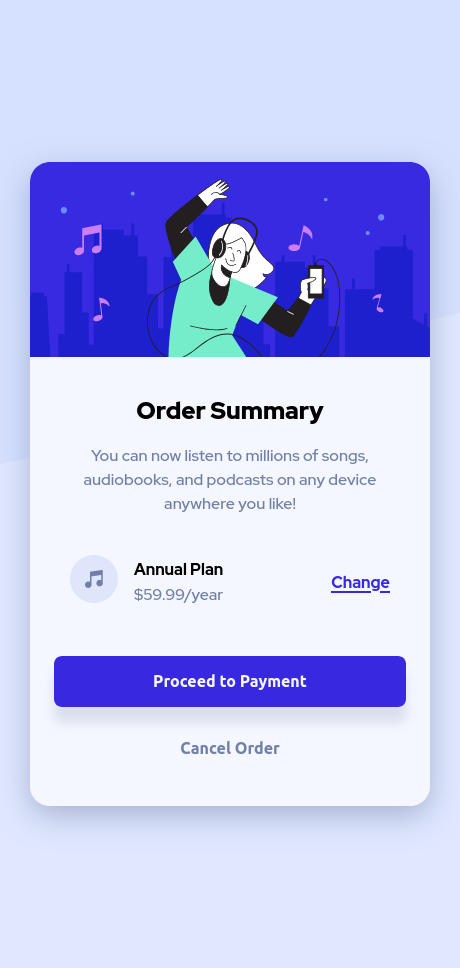 Order Summary
You can now listen to millions of songs,
audiobooks, and podcasts on any device
anywhere you like!
Annual Plan
$59.99/year
Change
Proceed to Payment
Cancel Order